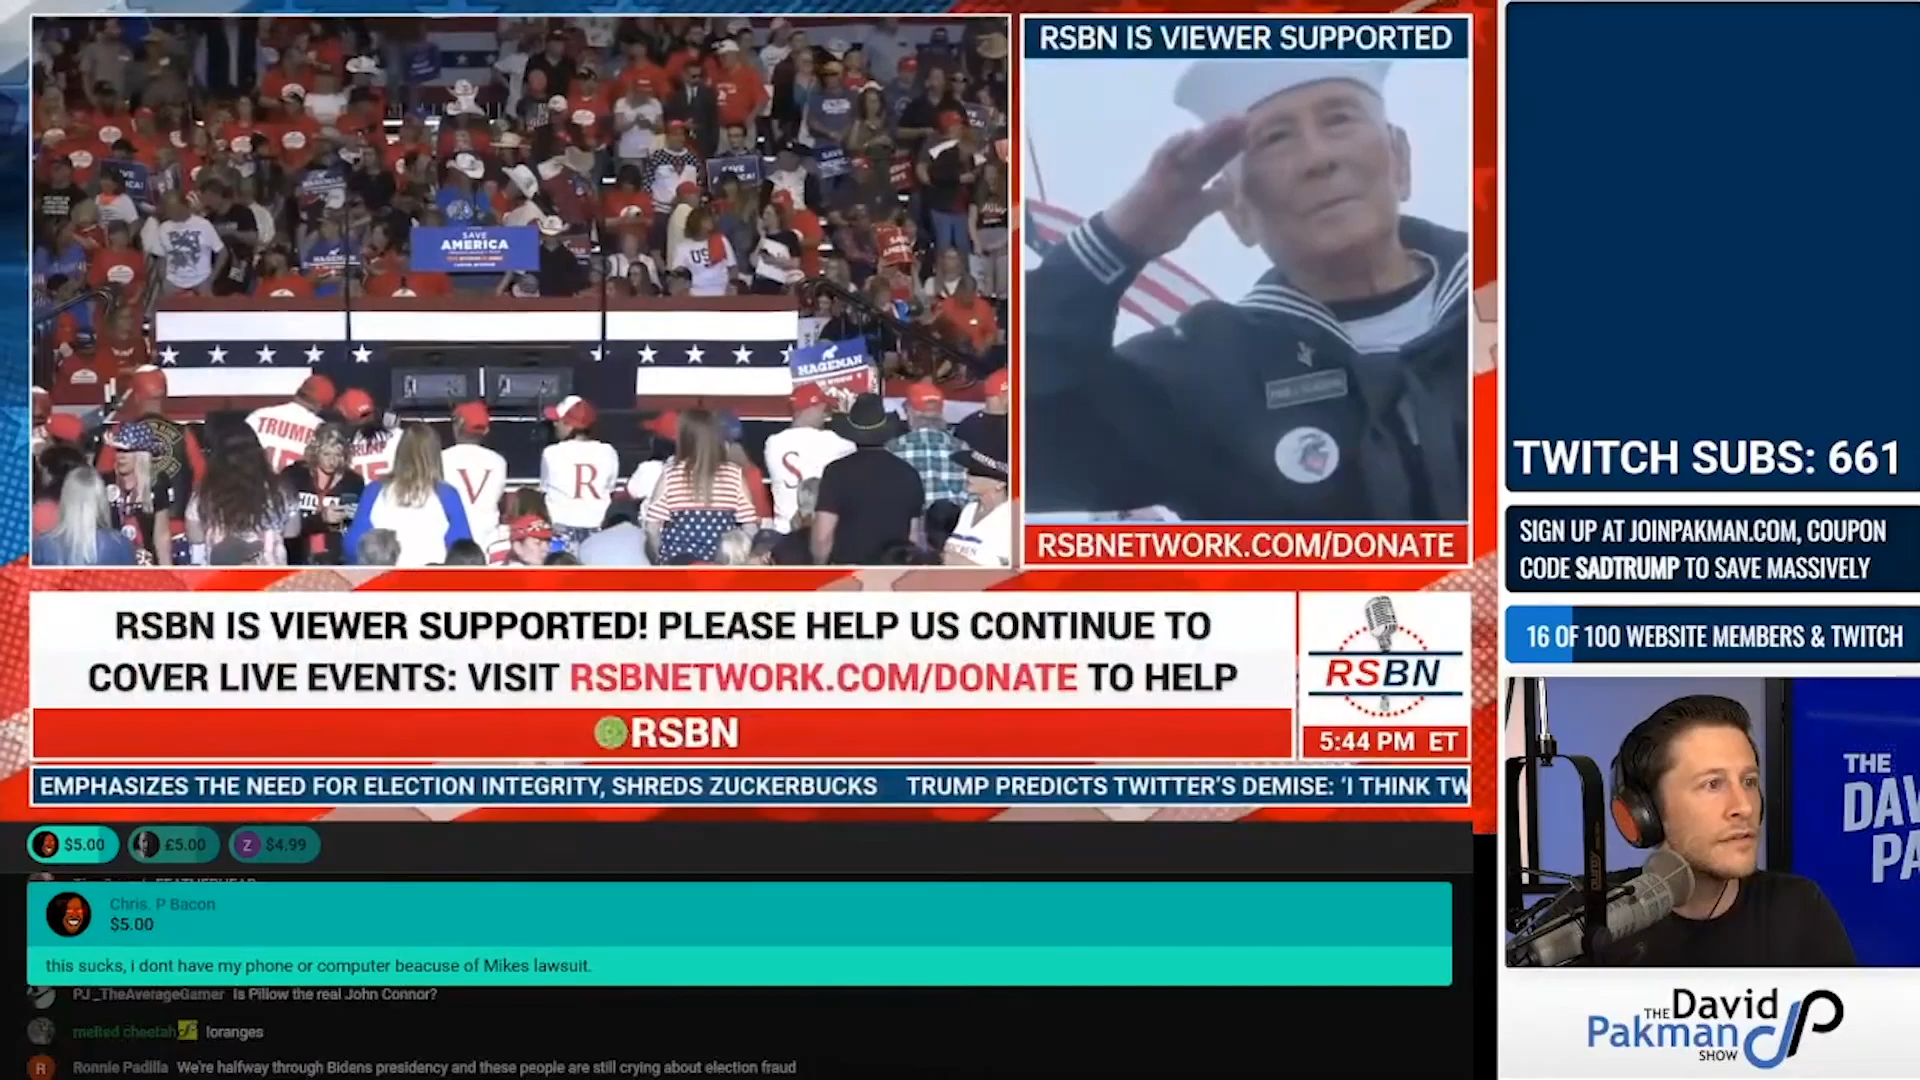 RSBN IS VIEWER SUPPORTED
SAVE
AMERICA
HAGEMAN
US
HAGEMAN
TRUMP
TRUMP
V
R
S
RSBNETWORK.COM/DONATE
RSBN IS VIEWER SUPPORTED! PLEASE HELP US CONTINUE TO
COVER LIVE EVENTS: VISIT RSBNETWORK.COM/DONATE TO HELP
RSBN
RSBN
5:44 PM ET
EMPHASIZES THE NEED FOR ELECTION INTEGRITY, SHREDS ZUCKERBUCKS TRUMP PREDICTS TWITTER'S DEMISE: 'I THINK TW
TWITCH SUBS: 661
SIGN UP AT JOINPAKMAN.COM, COUPON
CODE SADTRUMP TO SAVE MASSIVELY
16 OF 100 WEBSITE MEMBERS & TWITCH
THE
DAV
PA
THE David
Pakman
SHOW
$5.00 £5.00 Z $4.99
Chris. P Bacon
$5.00
this sucks, i dont have my phone or computer beacuse of Mikes lawsuit.
PJ_TheAverageGamer Is Pillow the real John Connor?
melted cheetah !oranges
R Ronnie Padilla We're halfway through Bidens presidency and these people are still crying about election fraud